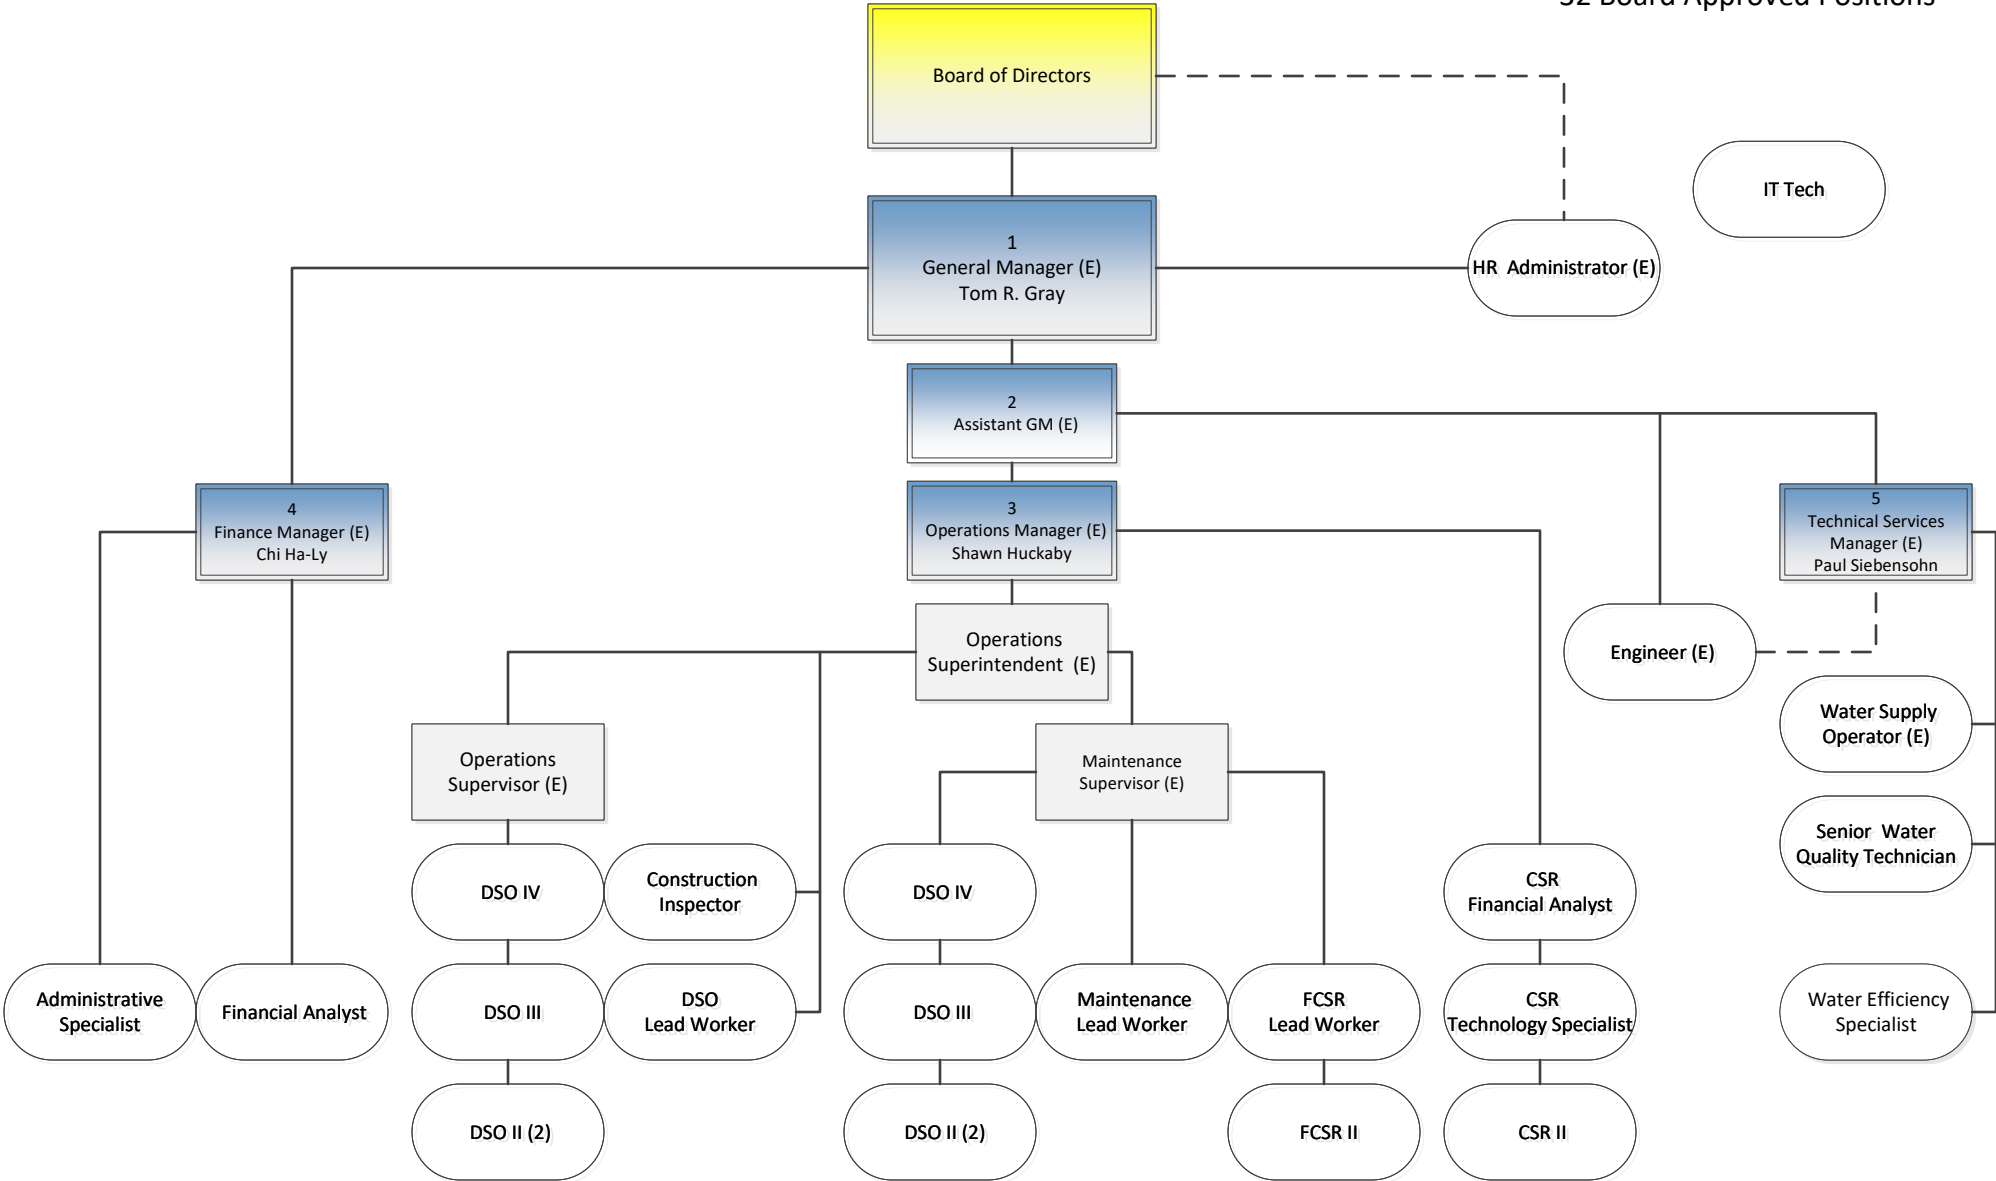 32 Board Approved Positions
Board of Directors
IT Tech
1
General Manager (E)
Tom R. Gray
HR  Administrator (E)
2
Assistant GM (E)
4
Finance Manager (E)
Chi Ha-Ly
3
Operations Manager (E)
Shawn Huckaby
5
Technical Services
Manager (E)
Paul Siebensohn
Operations
Superintendent  (E)
Engineer (E)
Water Supply
Operator (E)
Operations
Supervisor (E)
Maintenance
Supervisor (E)
Senior  Water
Quality Technician
DSO IV
Construction
Inspector
DSO IV
CSR
Financial Analyst
Administrative
Specialist
Financial Analyst
DSO III
DSO
Lead Worker
DSO III
Maintenance
Lead Worker
FCSR
Lead Worker
CSR
Technology Specialist
Water Efficiency
Specialist
DSO II (2)
DSO II (2)
FCSR II
CSR II